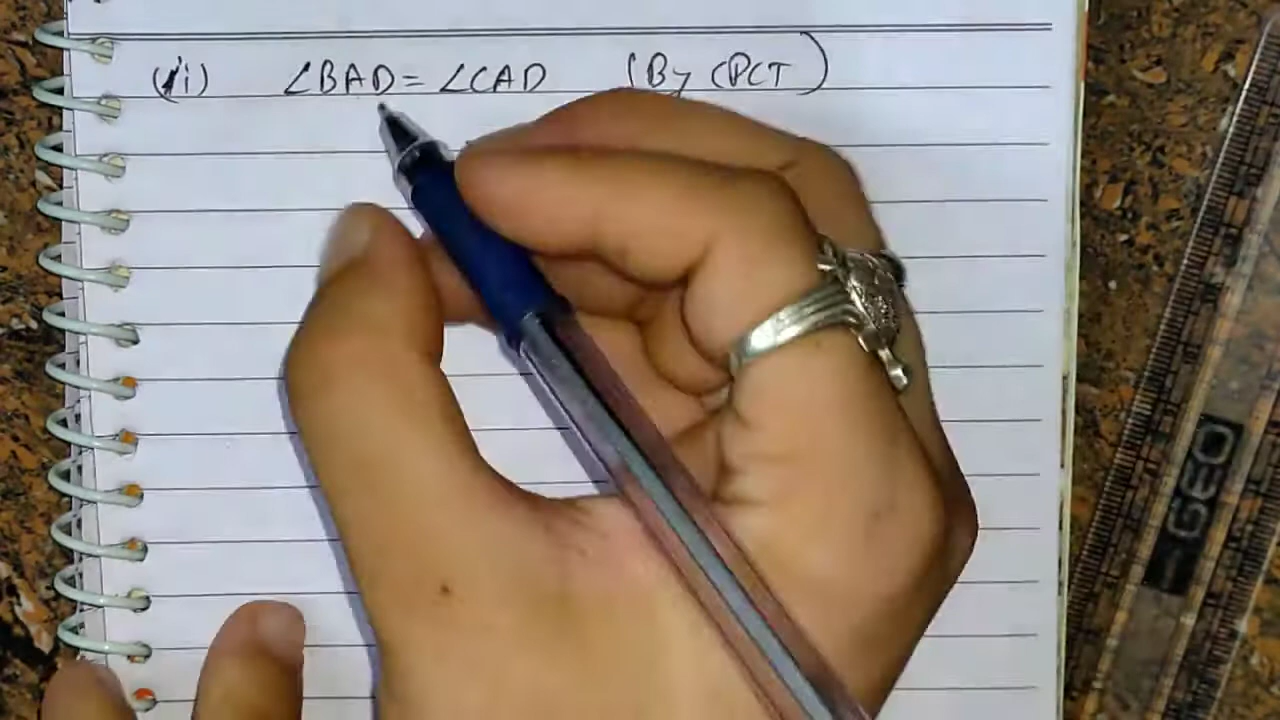 (ii) ∠BAD = ∠CAD (By CPCT)
GEO